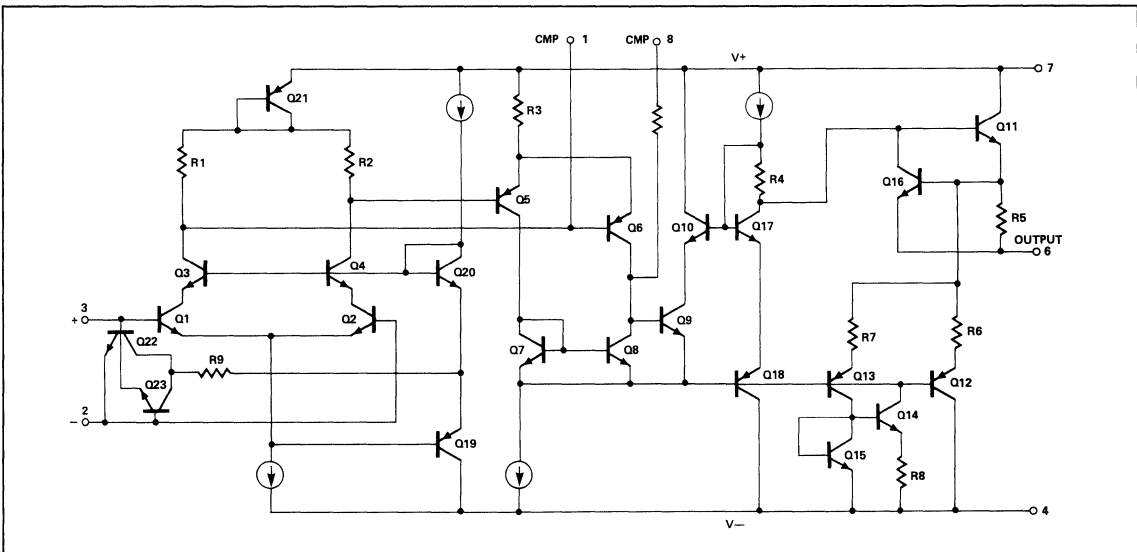 CMP 1 CMP 8
V+
7
Q21
R3
Q11
R1 R2 R4
Q16
Q5
R5
Q6 Q10 Q17
OUTPUT
6
Q3 Q4 Q20
3
+ Q1 Q2 Q9
Q22
R9
R7 R6
Q7 Q8
Q23
Q18 Q13 Q12
2
-
Q14
Q19
Q15
R8
4
V-